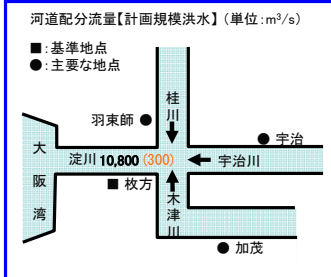 河道配分流量【計画規模洪水】(単位:m³/s)
■:基準地点
●:主要な地点
桂川
羽束師 ●
● 宇治
大阪湾
淀川 10,800 (300)
宇治川
■ 枚方
木津川
● 加茂